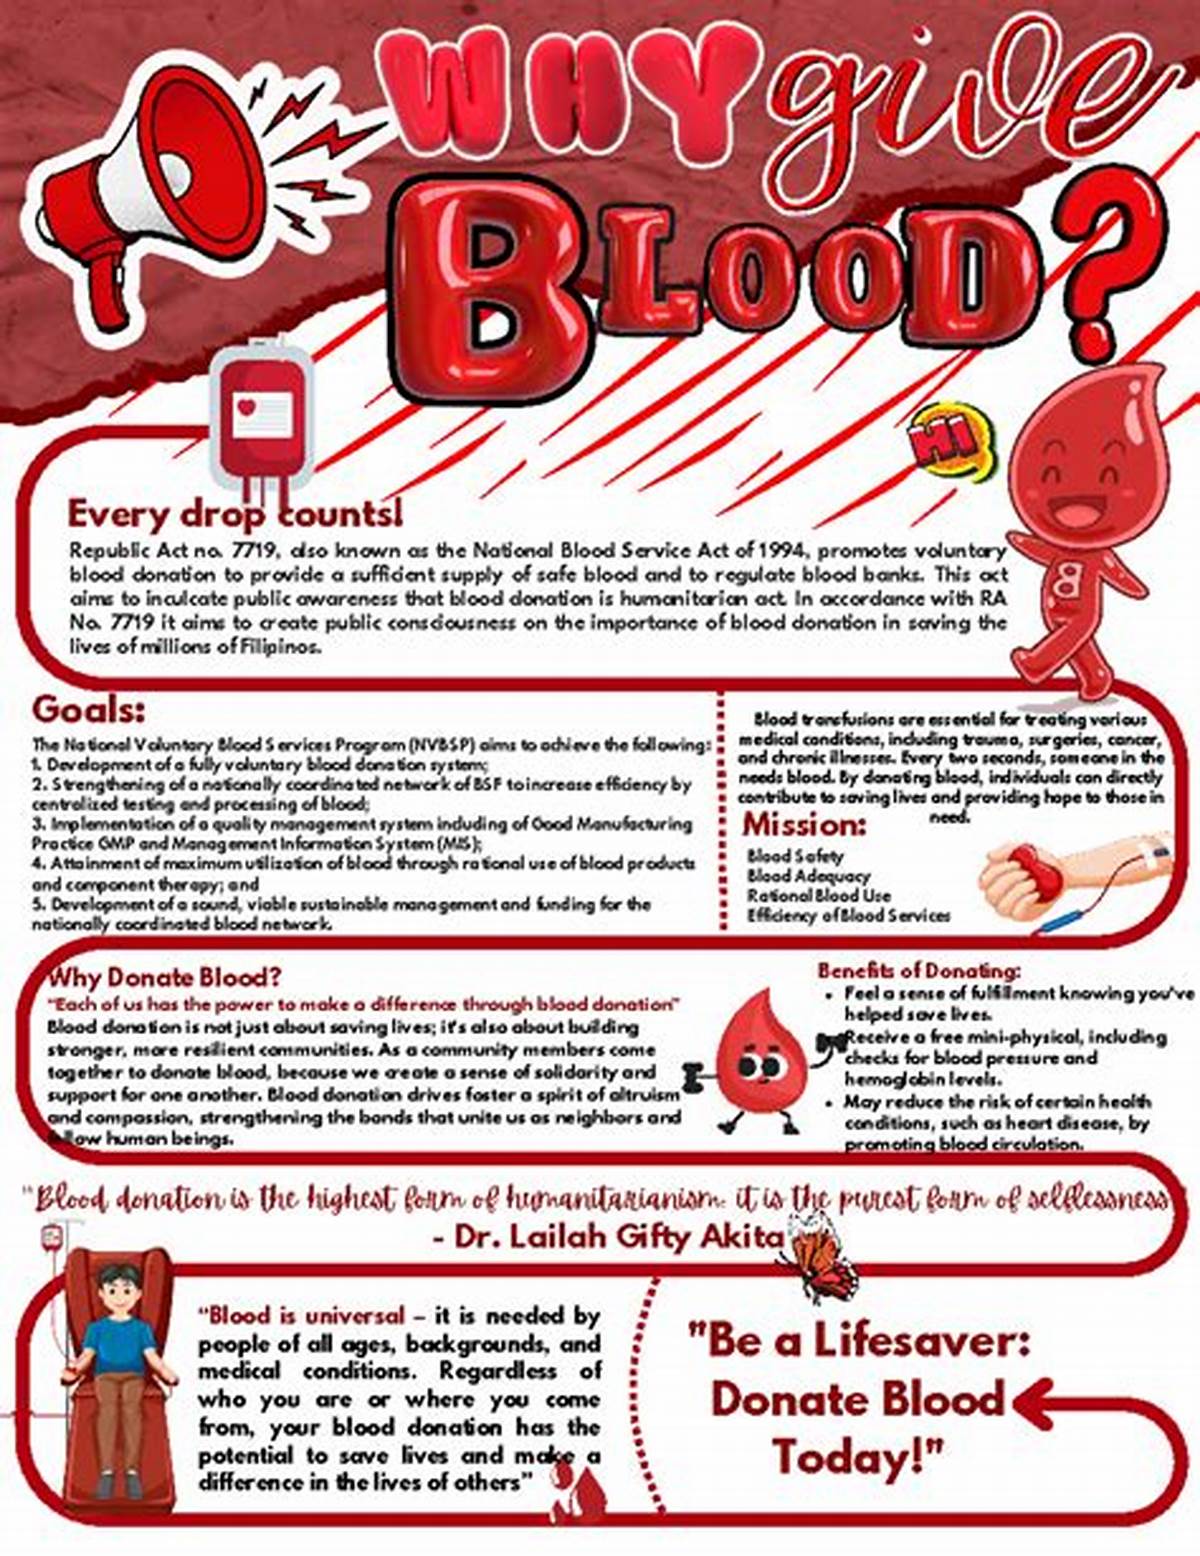 WHY give
BLOOD?
HI
Every drop counts!
Republic Act no. 7719, also known as the National Blood Service Act of 1994, promotes voluntary
blood donation to provide a sufficient supply of safe blood and to regulate blood banks. This act
aims to inculcate public awareness that blood donation is humanitarian act. In accordance with RA
No. 7719 it aims to create public consciousness on the importance of blood donation in saving the
lives of millions of Filipinos.
B
Goals:
The National Voluntary Blood Services Program (NVBSP) aims to achieve the following:
1. Development of a fully voluntary blood donation system;
2. Strengthening of a nationally coordinated network of BSF to increase efficiency by
centralized testing and processing of blood;
3. Implementation of a quality management system including of Good Manufacturing
Practice GMP and Management Information System (MIS);
4. Attainment of maximum utilization of blood through rational use of blood products
and component therapy; and
5. Development of a sound, viable sustainable management and funding for the
nationally coordinated blood network.
Blood transfusions are essential for treating various
medical conditions, including trauma, surgeries, cancer,
and chronic illnesses. Every two seconds, someone in the
needs blood. By donating blood, individuals can directly
contribute to saving lives and providing hope to those in
need.
Mission:
Blood Safety
Blood Adequacy
Rational Blood Use
Efficiency of Blood Services
Why Donate Blood?
"Each of us has the power to make a difference through blood donation"
Blood donation is not just about saving lives; it's also about building
stronger, more resilient communities. As a community members come
together to donate blood, because we create a sense of solidarity and
support for one another. Blood donation drives foster a spirit of altruism
and compassion, strengthening the bonds that unite us as neighbors and
fellow human beings.
Benefits of Donating:
• Feel a sense of fulfillment knowing you've
helped save lives.
Receive a free mini-physical, including
checks for blood pressure and
hemoglobin levels.
• May reduce the risk of certain health
conditions, such as heart disease, by
promoting blood circulation.
"Blood donation is the highest form of humanitarianism: it is the purest form of selflessness"
- Dr. Lailah Gifty Akita
"Blood is universal – it is needed by
people of all ages, backgrounds, and
medical conditions. Regardless of
who you are or where you come
from, your blood donation has the
potential to save lives and make a
difference in the lives of others"
"Be a Lifesaver:
Donate Blood
Today!"